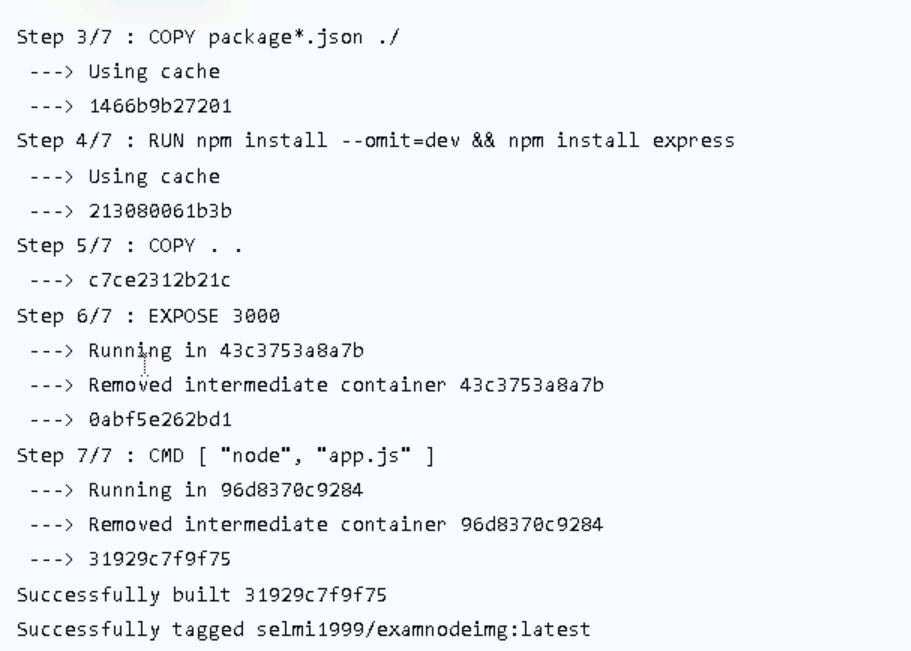 Step 3/7 : COPY package*.json ./
---> Using cache
---> 1466b9b27201
Step 4/7 : RUN npm install --omit=dev && npm install express
---> Using cache
---> 213080061b3b
Step 5/7 : COPY . .
---> c7ce2312b21c
Step 6/7 : EXPOSE 3000
---> Running in 43c3753a8a7b
---> Removed intermediate container 43c3753a8a7b
---> 0abf5e262bd1
Step 7/7 : CMD [ "node", "app.js" ]
---> Running in 96d8370c9284
---> Removed intermediate container 96d8370c9284
---> 31929c7f9f75
Successfully built 31929c7f9f75
Successfully tagged selmi1999/examnodeimg:latest